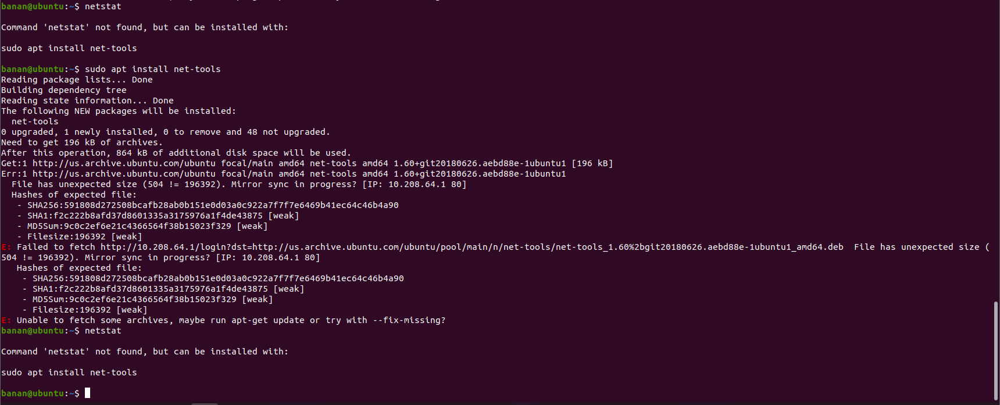 banan@ubuntu:~$ netstat
Command 'netstat' not found, but can be installed with:
sudo apt install net-tools
banan@ubuntu:~$ sudo apt install net-tools
Reading package lists... Done
Building dependency tree
Reading state information... Done
The following NEW packages will be installed:
  net-tools
0 upgraded, 1 newly installed, 0 to remove and 48 not upgraded.
Need to get 196 kB of archives.
After this operation, 864 kB of additional disk space will be used.
Get:1 http://us.archive.ubuntu.com/ubuntu focal/main amd64 net-tools amd64 1.60+git20180626.aebd88e-1ubuntu1 [196 kB]
Err:1 http://us.archive.ubuntu.com/ubuntu focal/main amd64 net-tools amd64 1.60+git20180626.aebd88e-1ubuntu1
  File has unexpected size (504 != 196392). Mirror sync in progress? [IP: 10.208.64.1 80]
  Hashes of expected file:
   - SHA256:591808d272508bcafb28ab0b151e0d03a0c922a7f7f7e6469b41ec64c46b4a90
   - SHA1:f2c222b8afd37d8601335a3175976a1f4de43875 [weak]
   - MD5Sum:9c0c2ef6e21c4366564f38b15023f329 [weak]
   - Filesize:196392 [weak]
E: Failed to fetch http://10.208.64.1/login?dst=http://us.archive.ubuntu.com/ubuntu/pool/main/n/net-tools/net-tools_1.60%2bgit20180626.aebd88e-1ubuntu1_amd64.deb  File has unexpected size (
504 != 196392). Mirror sync in progress? [IP: 10.208.64.1 80]
   Hashes of expected file:
    - SHA256:591808d272508bcafb28ab0b151e0d03a0c922a7f7f7e6469b41ec64c46b4a90
    - SHA1:f2c222b8afd37d8601335a3175976a1f4de43875 [weak]
    - MD5Sum:9c0c2ef6e21c4366564f38b15023f329 [weak]
    - Filesize:196392 [weak]
E: Unable to fetch some archives, maybe run apt-get update or try with --fix-missing?
banan@ubuntu:~$ netstat
Command 'netstat' not found, but can be installed with:
sudo apt install net-tools
banan@ubuntu:~$